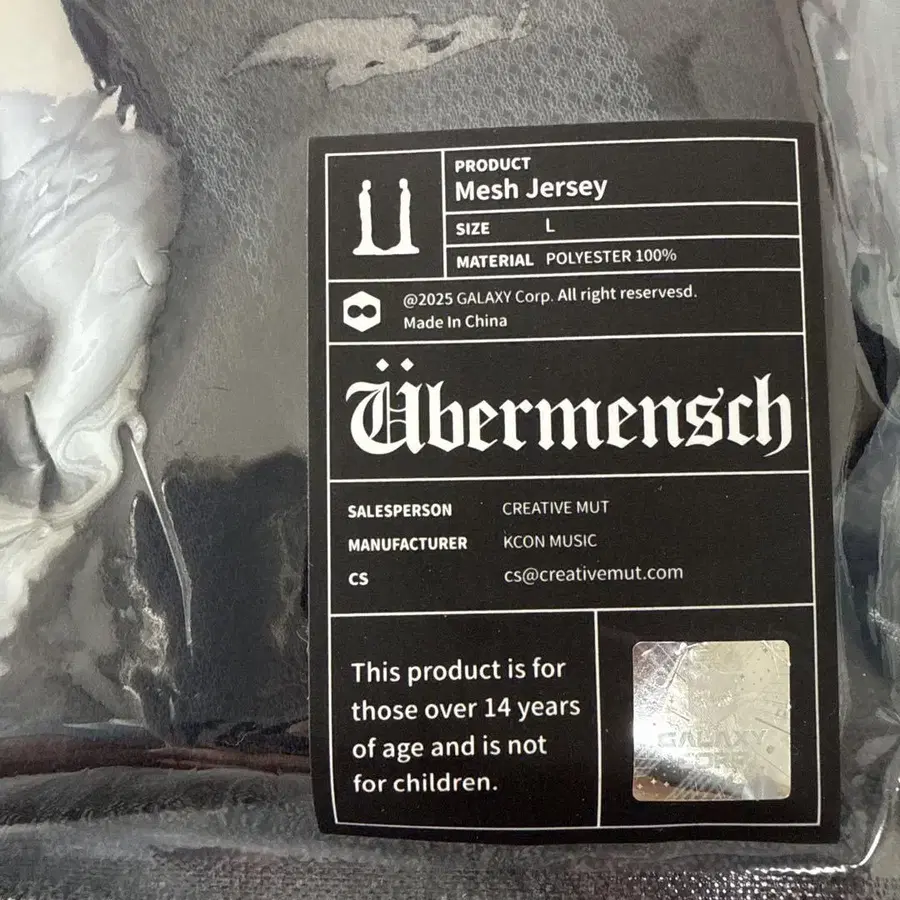 PRODUCT
Mesh Jersey
SIZE L
MATERIAL POLYESTER 100%
@2025 GALAXY Corp. All right reservesd.
Made In China
Übermensch
SALESPERSON CREATIVE MUT
MANUFACTURER KCON MUSIC
CS cs@creativemut.com
This product is for
those over 14 years
of age and is not
for children.
GALAXY